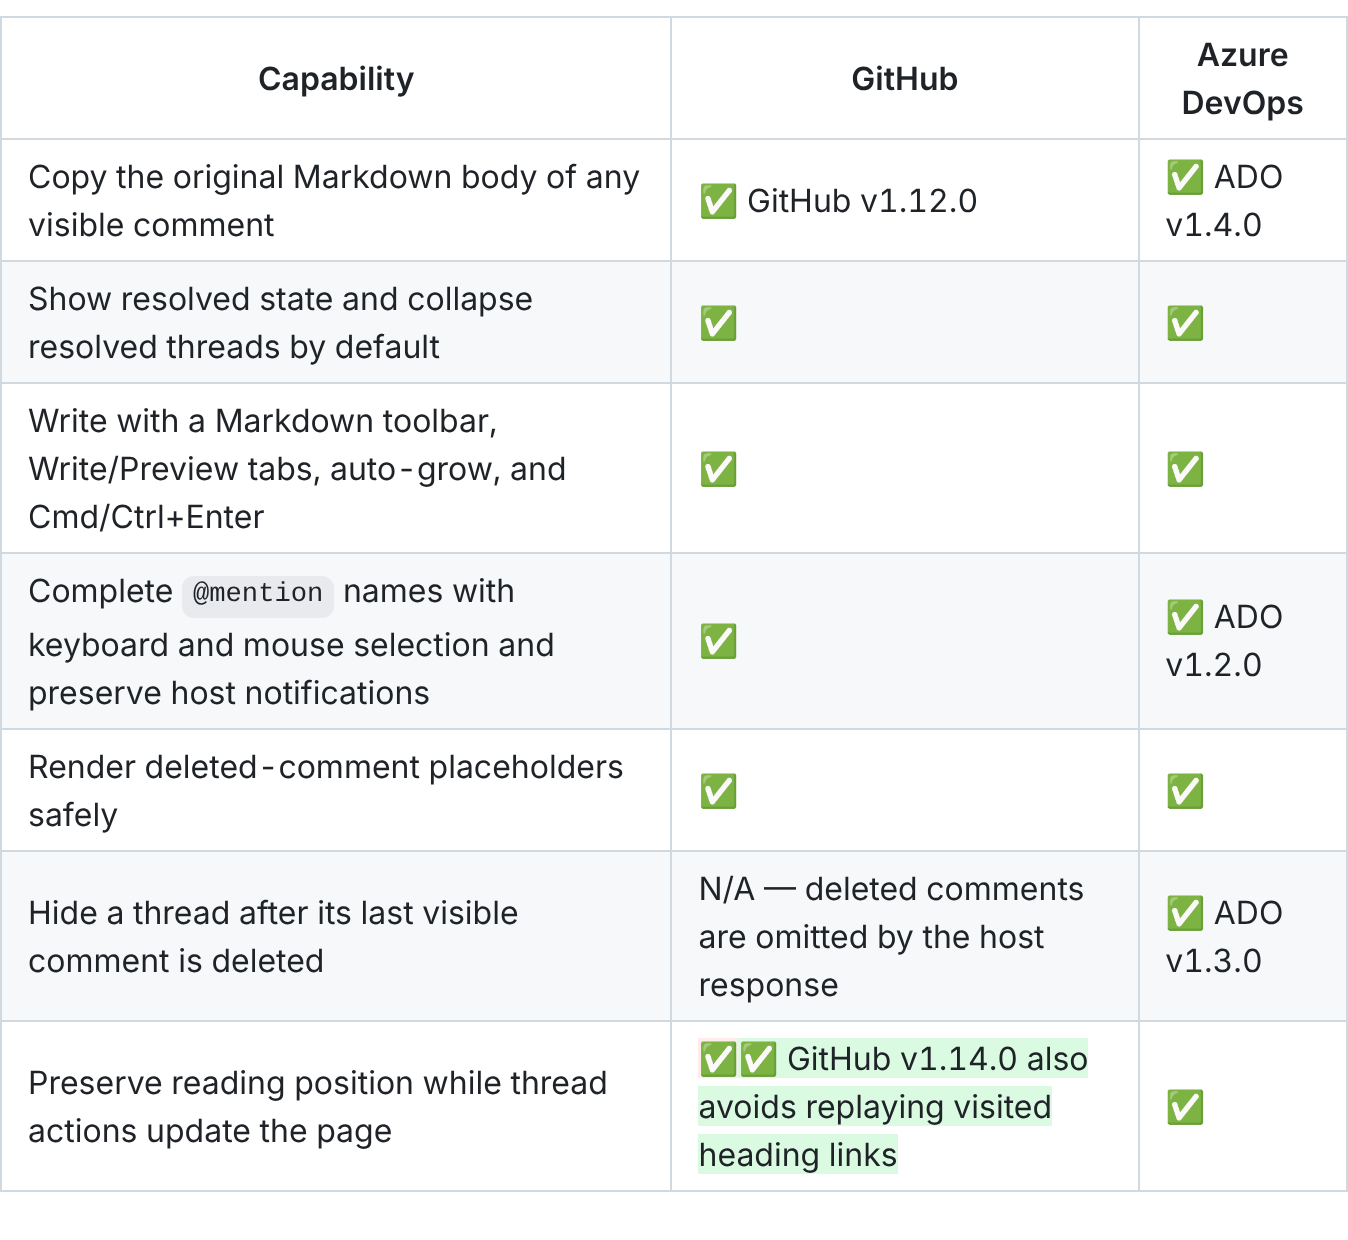 Capability
GitHub
Azure
DevOps
Copy the original Markdown body of any
visible comment
✅ GitHub v1.12.0
✅ ADO
v1.4.0
Show resolved state and collapse
resolved threads by default
✅
✅
Write with a Markdown toolbar,
Write/Preview tabs, auto-grow, and
Cmd/Ctrl+Enter
✅
✅
Complete @mention names with
keyboard and mouse selection and
preserve host notifications
✅
✅ ADO
v1.2.0
Render deleted-comment placeholders
safely
✅
✅
Hide a thread after its last visible
comment is deleted
N/A — deleted comments
are omitted by the host
response
✅ ADO
v1.3.0
Preserve reading position while thread
actions update the page
✅✅ GitHub v1.14.0 also
avoids replaying visited
heading links
✅